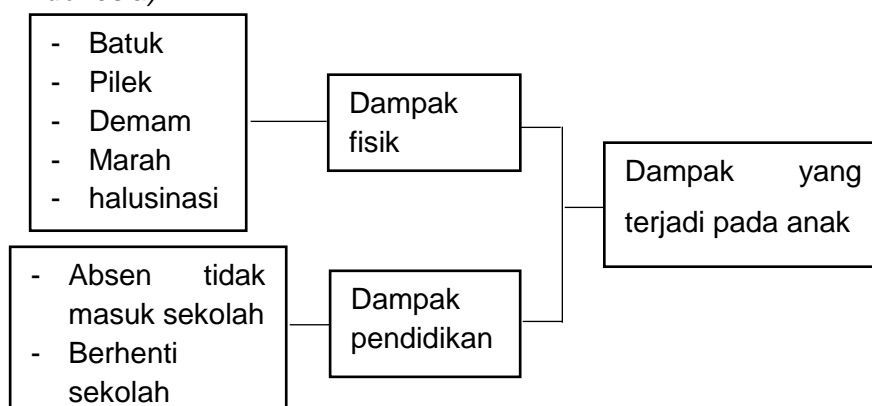 - Batuk
- Pilek
- Demam
- Marah
- halusinasi
Dampak
fisik
Dampak yang
terjadi pada anak
- Absen tidak
masuk sekolah
- Berhenti
sekolah
Dampak
pendidikan